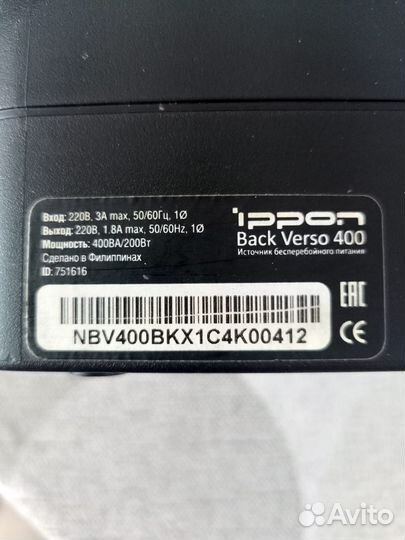 Вход: 220В, 3А max, 50/60Гц, 1Ø
Выход: 220В, 1.8А max, 50/60Hz, 1Ø
Мощность: 400ВА/200Вт
Сделано в Филиппинах
ID: 751616
ippon
Back Verso 400
Источник бесперебойного питания
EAC
CE
NBV400BKX1C4K00412
Avito